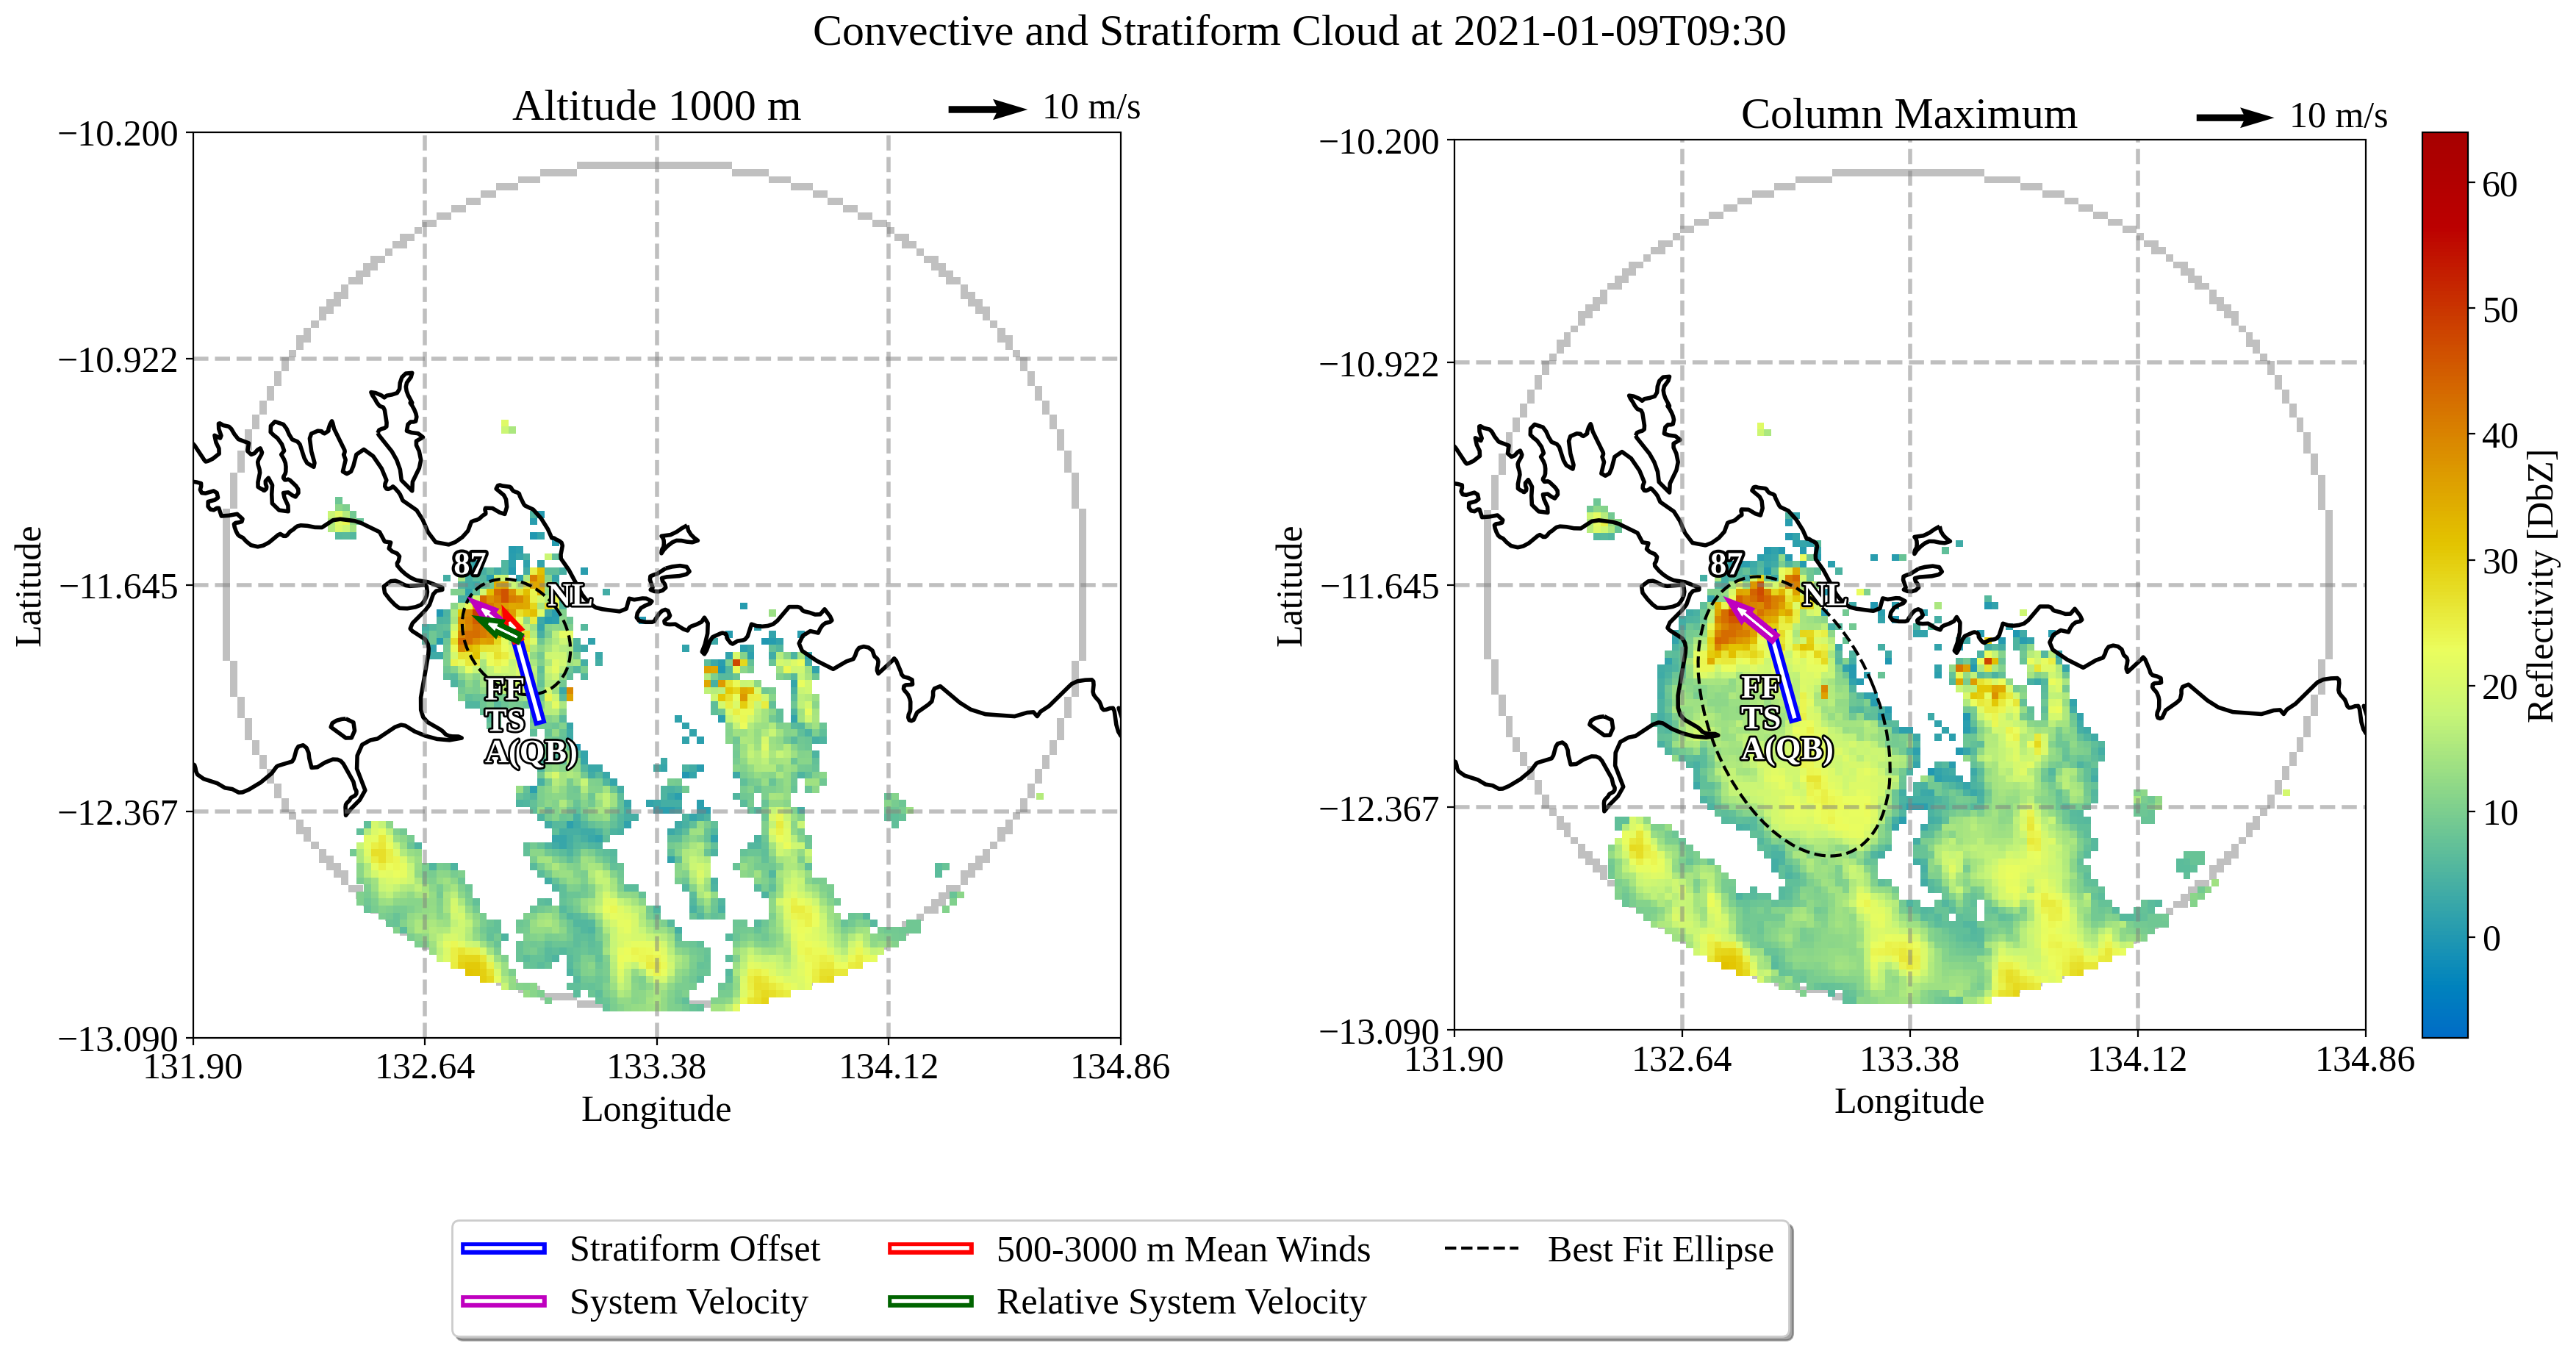 Convective and Stratiform Cloud at 2021-01-09T09:30
Altitude 1000 m
10 m/s
−10.200
−10.922
−11.645
−12.367
−13.090
Latitude
131.90
132.64
133.38
134.12
134.86
Longitude
87
NL
FF
TS
A(QB)
Column Maximum
10 m/s
−10.200
−10.922
−11.645
−12.367
−13.090
Latitude
131.90
132.64
133.38
134.12
134.86
Longitude
87
NL
FF
TS
A(QB)
60
50
40
30
20
10
0
Reflectivity [DbZ]
Stratiform Offset
System Velocity
500-3000 m Mean Winds
Relative System Velocity
Best Fit Ellipse